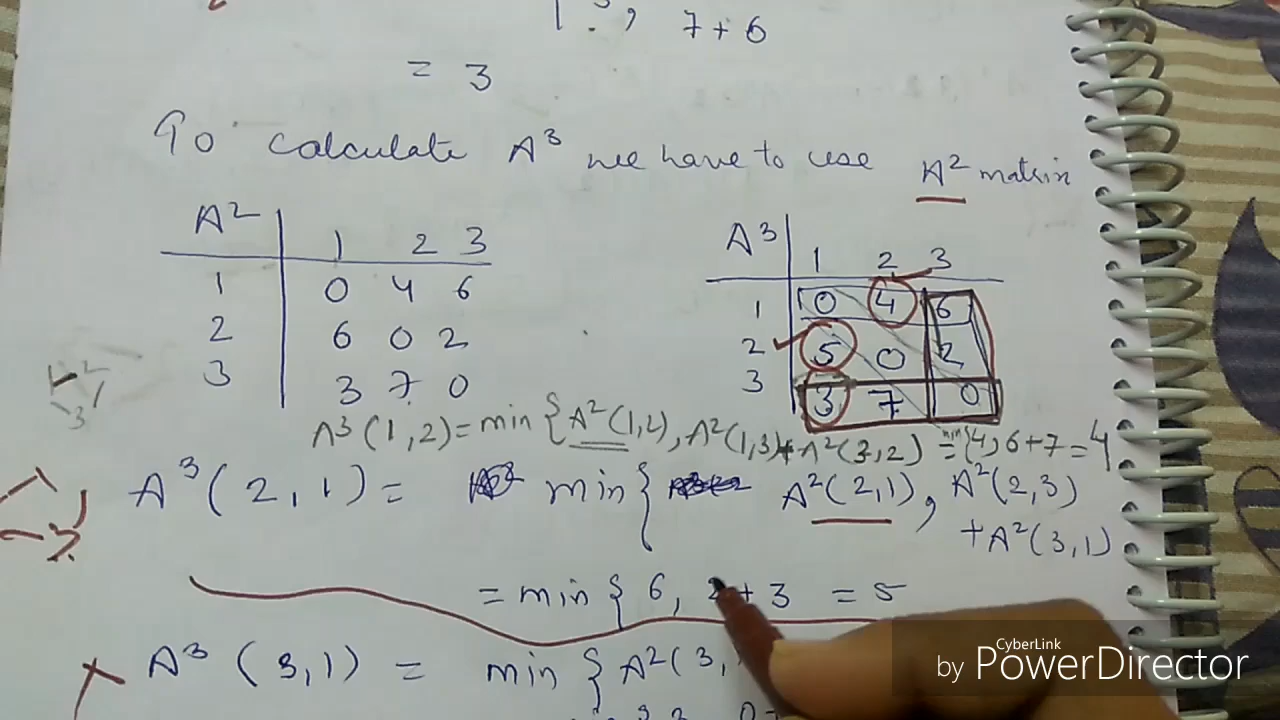 7 + 6
= 3
To calculate A³ we have to use A² matrix
A² 1 2 3
1 0 4 6
2 6 0 2
3 3 7 0
A³ 1 2 3
1 0 4 6
2 5 0 2
3 3 7 0
A³(1,2) = min { A²(1,2), A²(1,3) + A²(3,2) = min {4, 6+7 = 4
A³(2,1) = min { A²(2,1), A²(2,3)
+ A²(3,1)
= min { 6, 2+3 = 5
A³ (3,1) = min { A²(3,
CyberLink
by PowerDirector